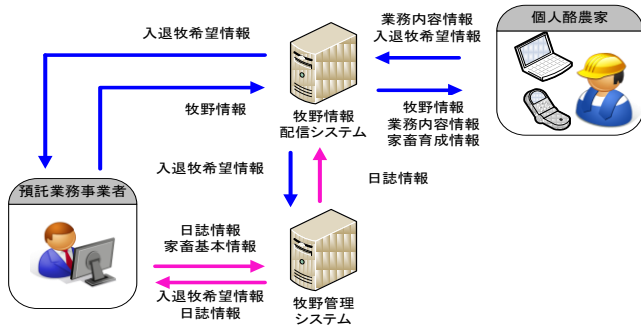 入退牧希望情報
業務内容情報
入退牧希望情報
個人酪農家
牧野情報
牧野情報
配信システム
牧野情報
業務内容情報
家畜育成情報
入退牧希望情報
日誌情報
預託業務事業者
日誌情報
家畜基本情報
入退牧希望情報
日誌情報
牧野管理
システム